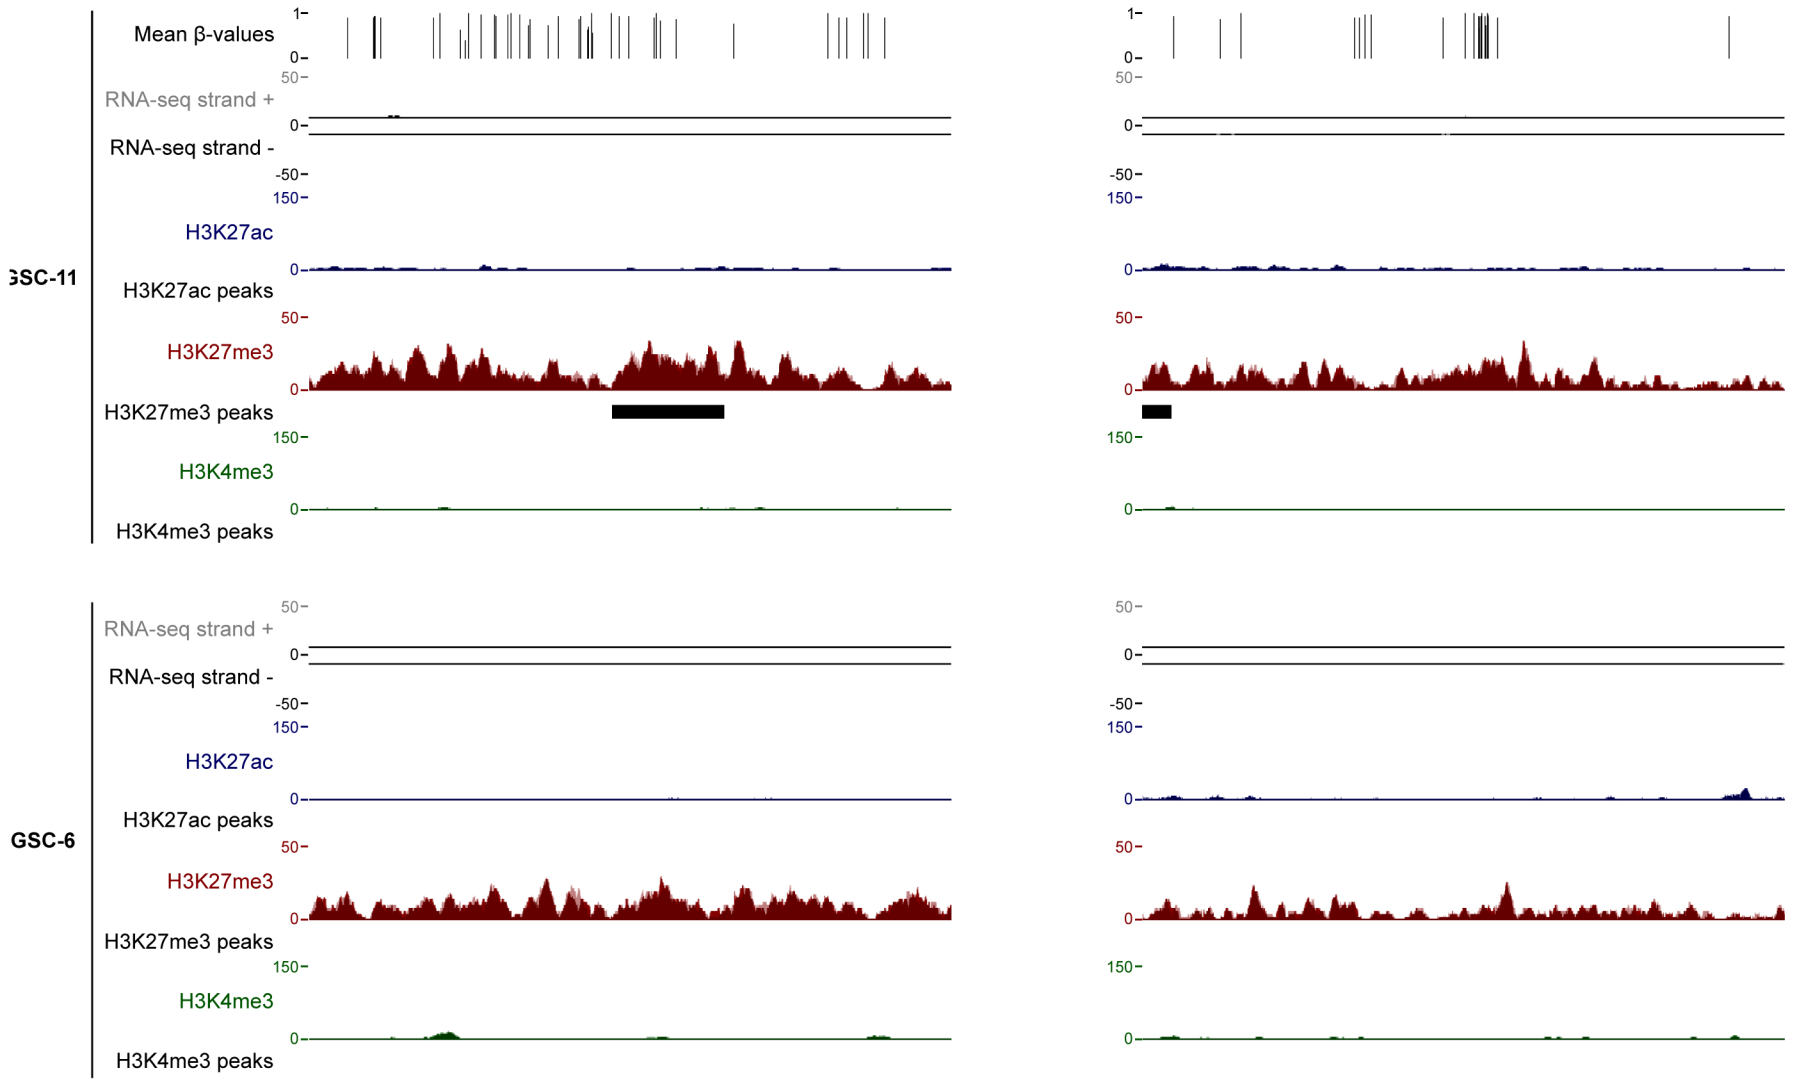 Mean β-values
1
0
1
0
RNA-seq strand +
50
0
50
0
RNA-seq strand -
-50
-50
H3K27ac
150
0
150
0
GSC-11
H3K27ac peaks
H3K27me3
50
0
50
0
H3K27me3 peaks
H3K4me3
150
0
150
0
H3K4me3 peaks
RNA-seq strand +
50
0
50
0
RNA-seq strand -
-50
-50
H3K27ac
150
0
150
0
GSC-6
H3K27ac peaks
H3K27me3
50
0
50
0
H3K27me3 peaks
H3K4me3
150
0
150
0
H3K4me3 peaks